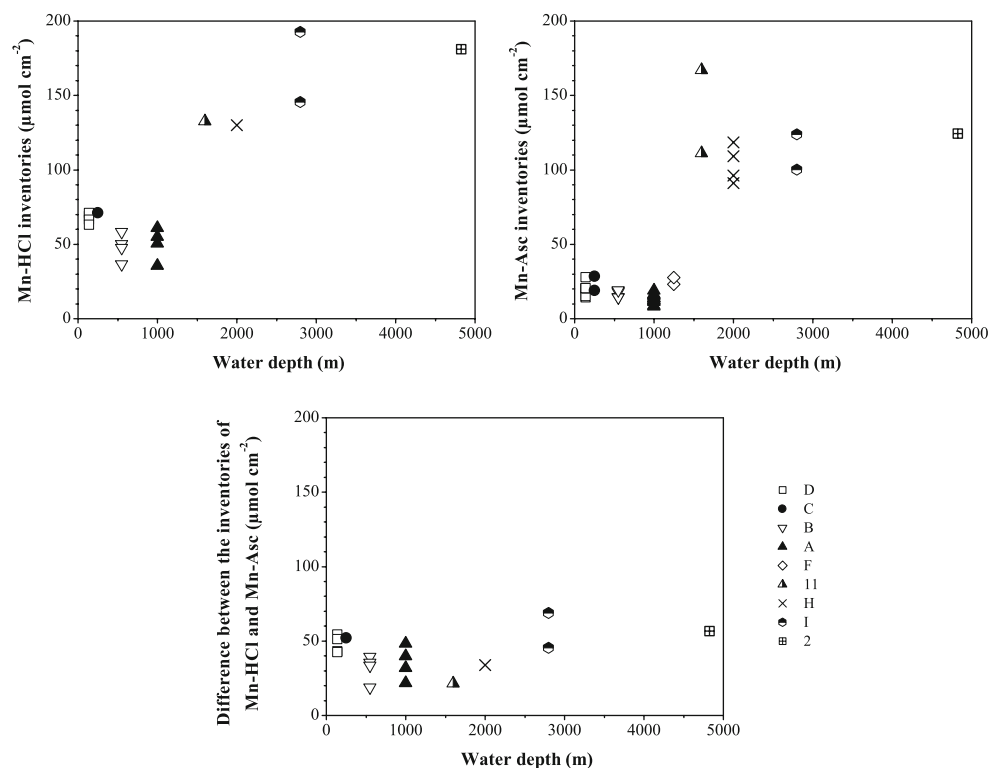 200
150
100
50
0
0 1000 2000 3000 4000 5000
Mn-HCl inventories (µmol cm⁻²)
Water depth (m)
200
150
100
50
0
0 1000 2000 3000 4000 5000
Mn-Asc inventories (µmol cm⁻²)
Water depth (m)
200
150
100
50
0
0 1000 2000 3000 4000 5000
Difference between the inventories of
Mn-HCl and Mn-Asc (µmol cm⁻²)
Water depth (m)
D
C
B
A
F
11
H
I
2